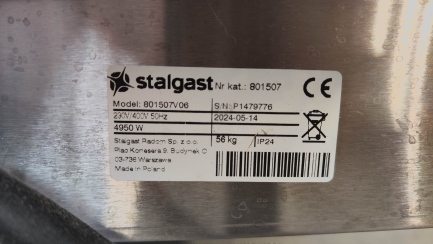 stalgast Nr kat.: 801507
Model: 801507V06 S/N: P1479776
230V/400V 50Hz 2024-05-14
4950 W
Stalgast Radom Sp. z o.o. 56 kg IP24
Plac Konesera 9, Budynek O
03-736 Warszawa
Made in Poland
CE